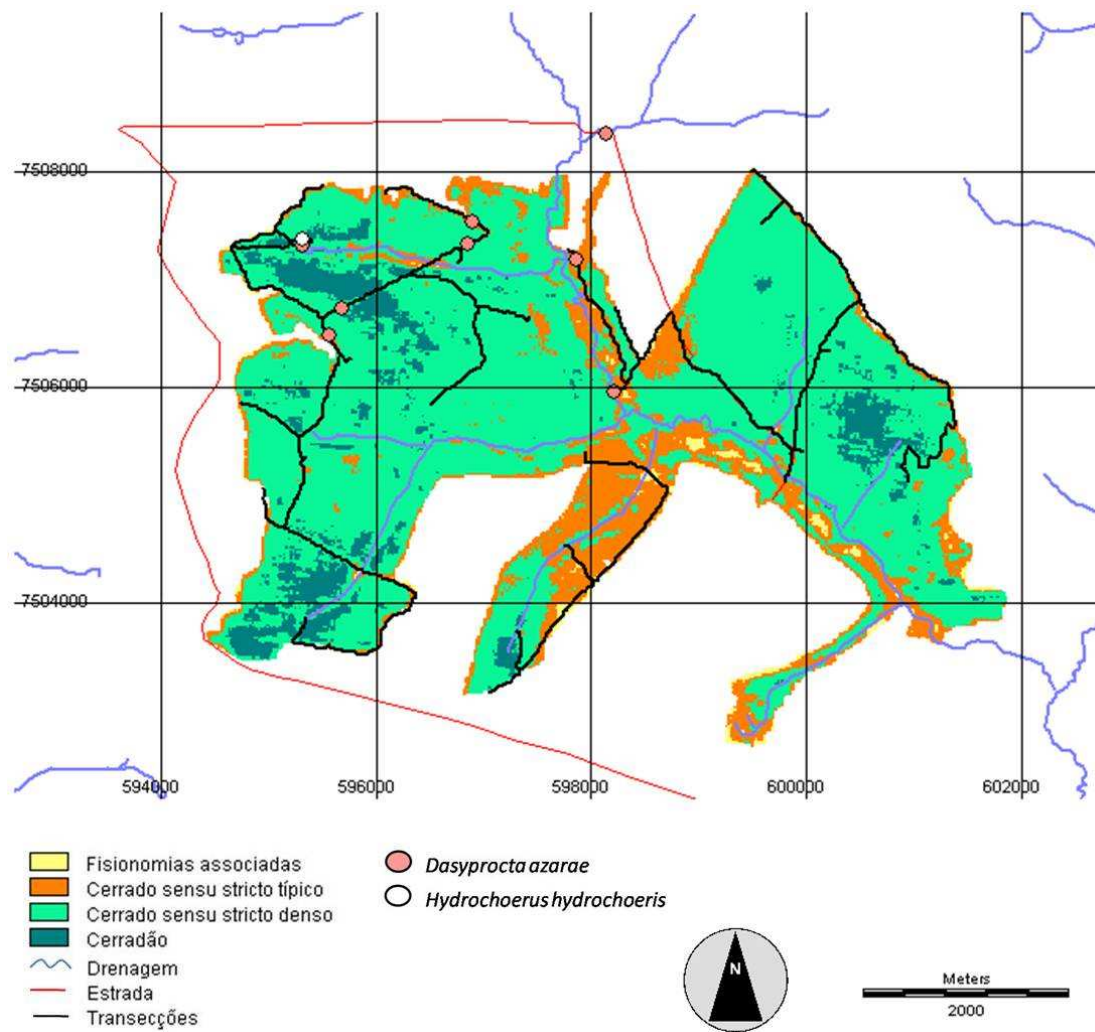 7508000
7506000
7504000
594000
596000
598000
600000
602000
Fisionomias associadas
Cerrado sensu stricto típico
Cerrado sensu stricto denso
Cerradão
Drenagem
Estrada
Transecções
Dasyprocta azarae
Hydrochoerus hydrochoeris
N
Meters
2000